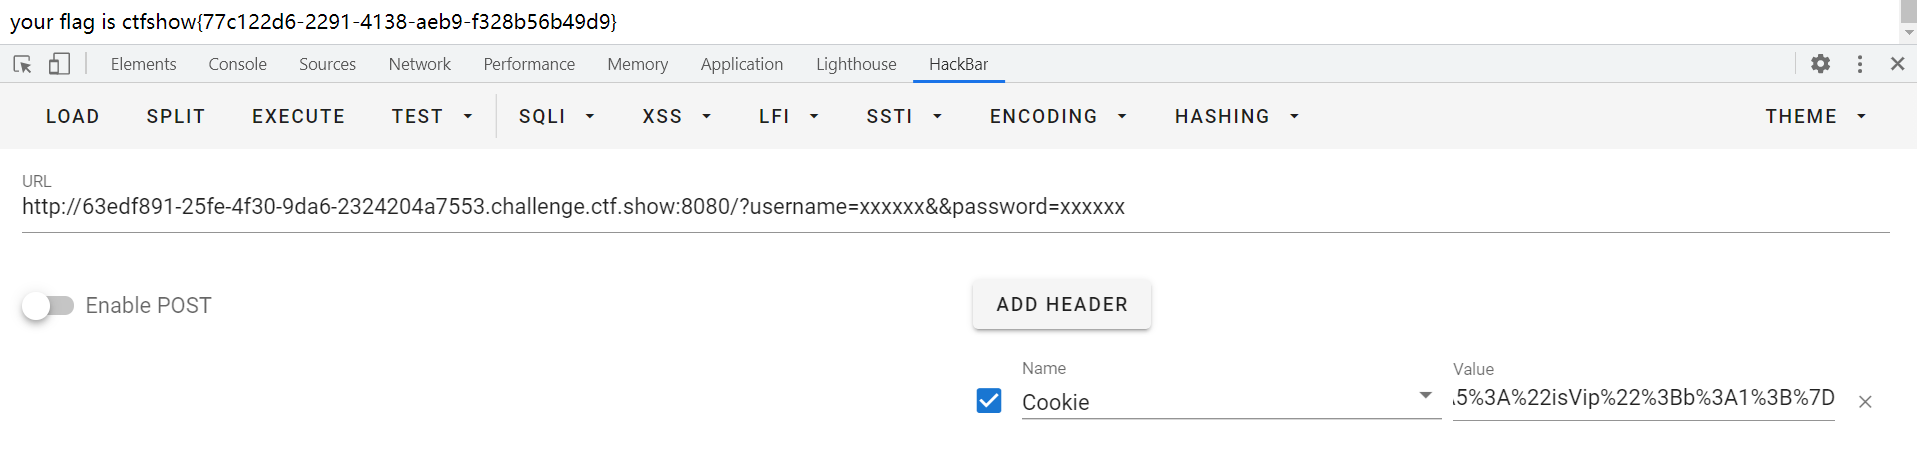 your flag is ctfshow{77c122d6-2291-4138-aeb9-f328b56b49d9}
Elements Console Sources Network Performance Memory Application Lighthouse HackBar
LOAD SPLIT EXECUTE TEST SQLI XSS LFI SSTI ENCODING HASHING THEME
URL
http://63edf891-25fe-4f30-9da6-2324204a7553.challenge.ctf.show:8080/?username=xxxxxx&&password=xxxxxx
Enable POST
ADD HEADER
Name Value
Cookie 5%3A%22isVip%22%3Bb%3A1%3B%7D